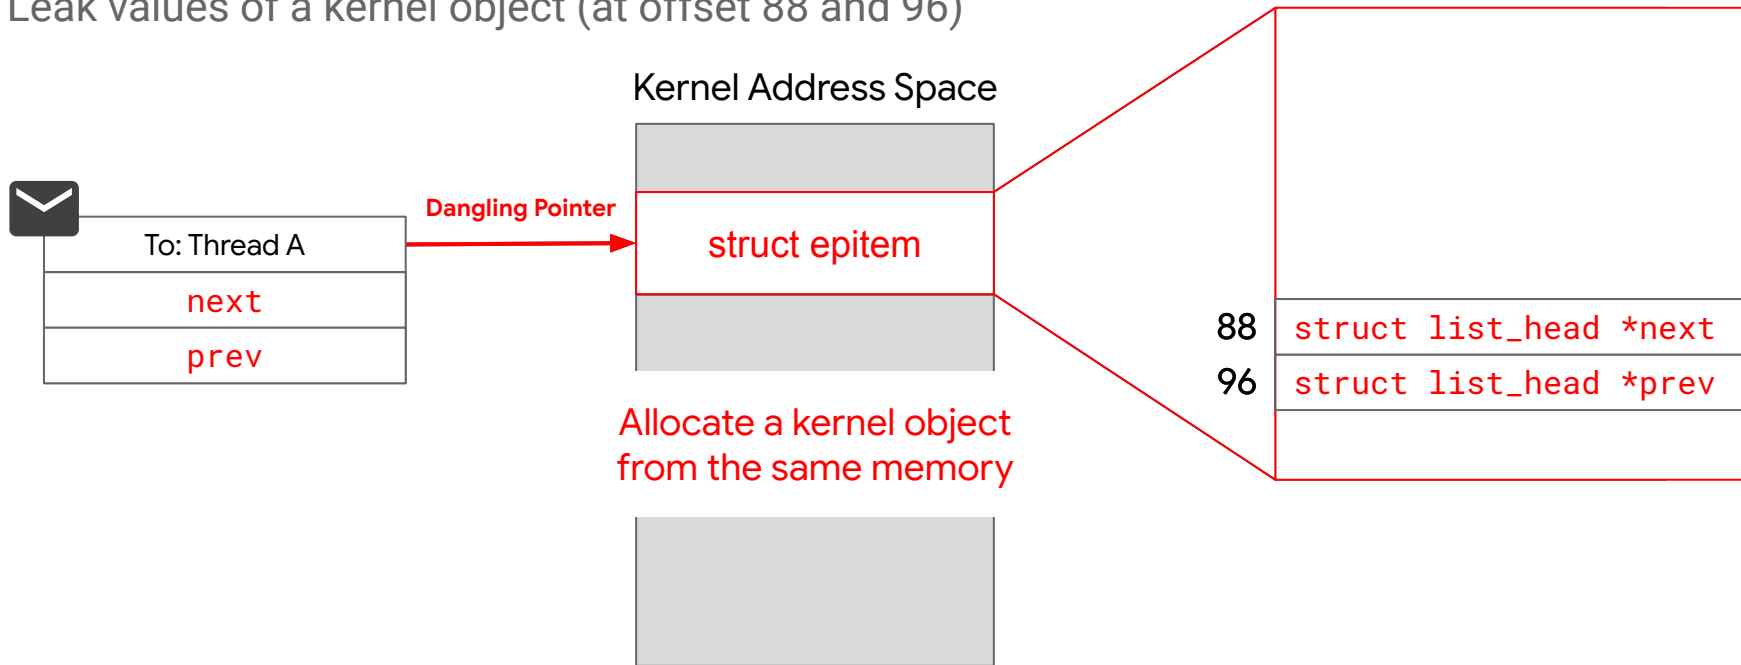 Leak values of a kernel object (at offset 88 and 96)
Kernel Address Space
Dangling Pointer
To: Thread A
next
prev
struct epitem
88 struct list_head *next
96 struct list_head *prev
Allocate a kernel object
from the same memory